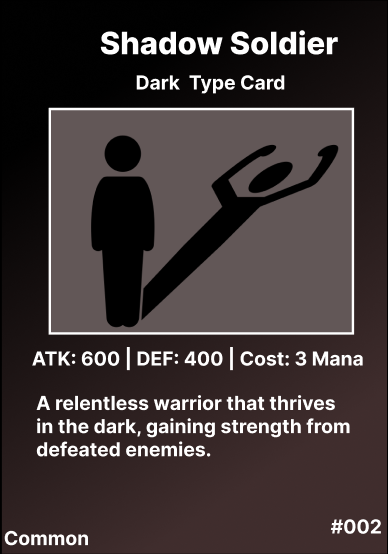 Shadow Soldier
Dark Type Card
ATK: 600 | DEF: 400 | Cost: 3 Mana
A relentless warrior that thrives
in the dark, gaining strength from
defeated enemies.
#002
Common